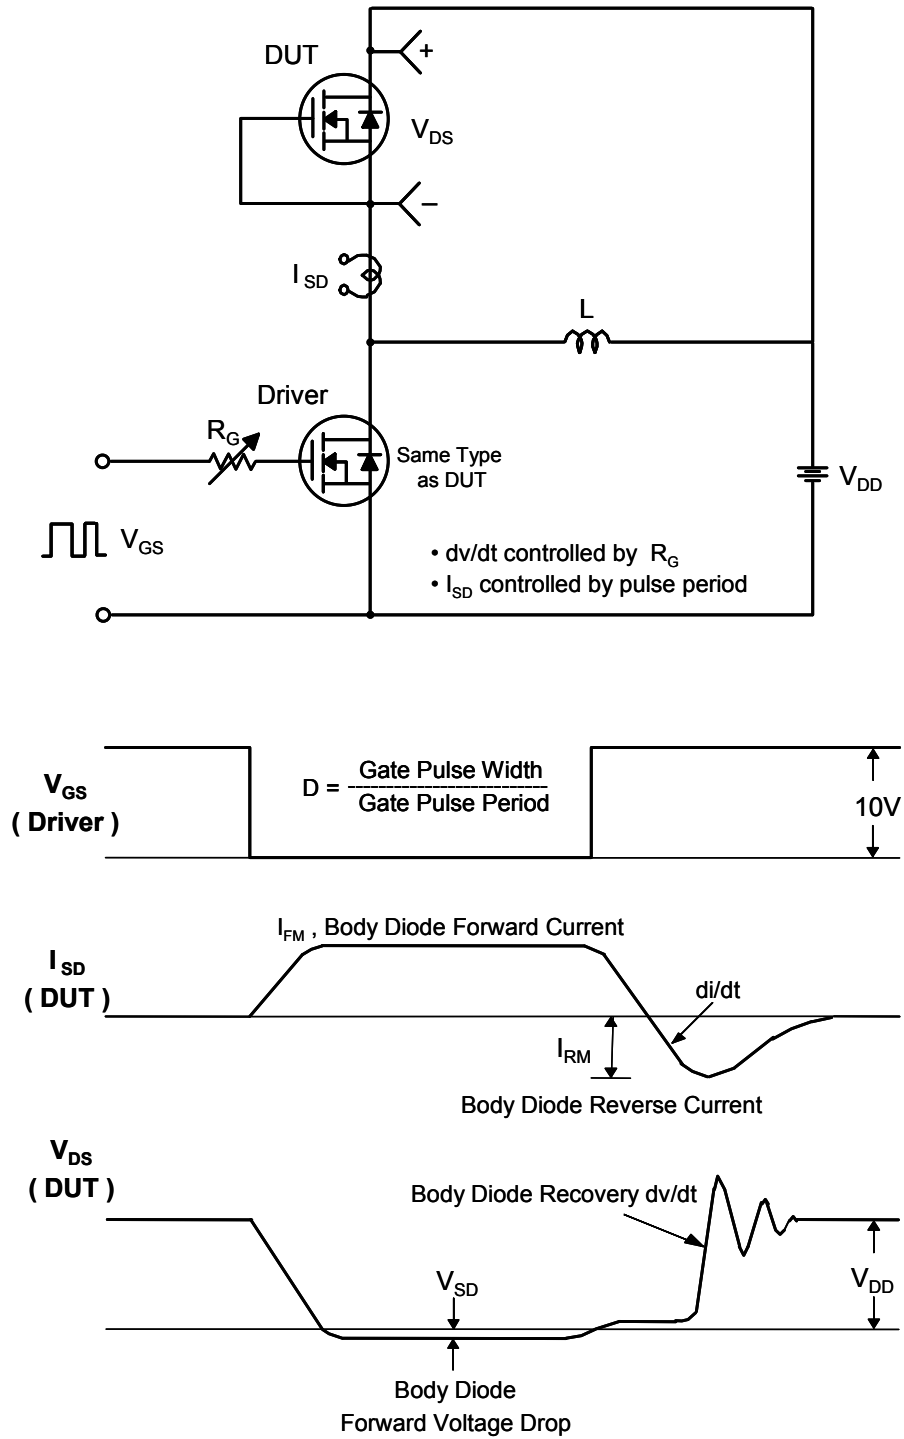 DUT
+
V_DS
−
I_SD
L
Driver
R_G
Same Type
as DUT
V_DD
V_GS
• dv/dt controlled by R_G
• I_SD controlled by pulse period
V_GS
( Driver )
D = Gate Pulse Width
Gate Pulse Period
10V
I_FM , Body Diode Forward Current
I_SD
( DUT )
di/dt
I_RM
Body Diode Reverse Current
V_DS
( DUT )
Body Diode Recovery dv/dt
V_SD
V_DD
Body Diode
Forward Voltage Drop